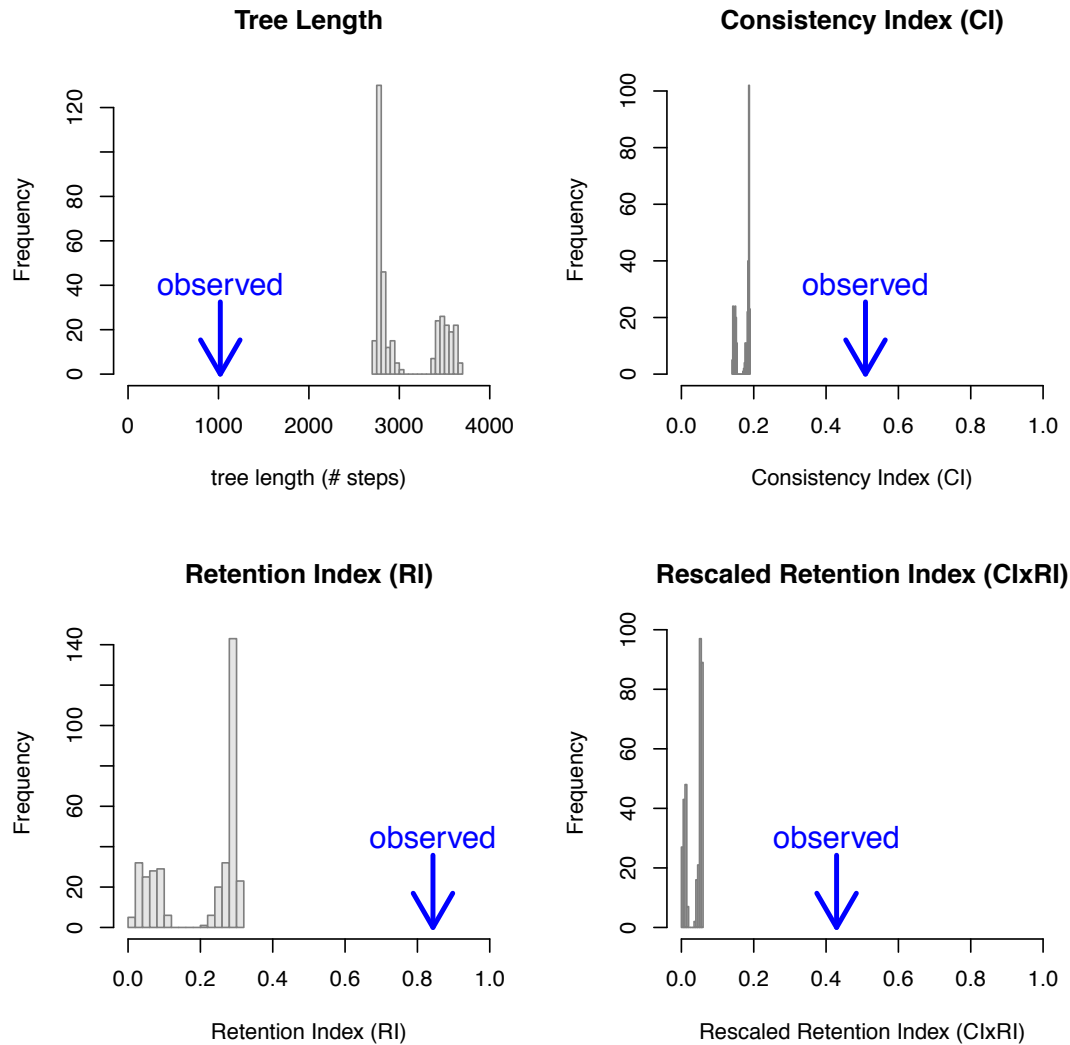 Tree Length
Frequency
0 20 40 60 80 120
observed
0 1000 2000 3000 4000
tree length (# steps)
Consistency Index (CI)
Frequency
0 20 40 60 80 100
observed
0.0 0.2 0.4 0.6 0.8 1.0
Consistency Index (CI)
Retention Index (RI)
Frequency
0 20 60 100 140
observed
0.0 0.2 0.4 0.6 0.8 1.0
Retention Index (RI)
Rescaled Retention Index (CIxRI)
Frequency
0 20 40 60 80 100
observed
0.0 0.2 0.4 0.6 0.8 1.0
Rescaled Retention Index (CIxRI)